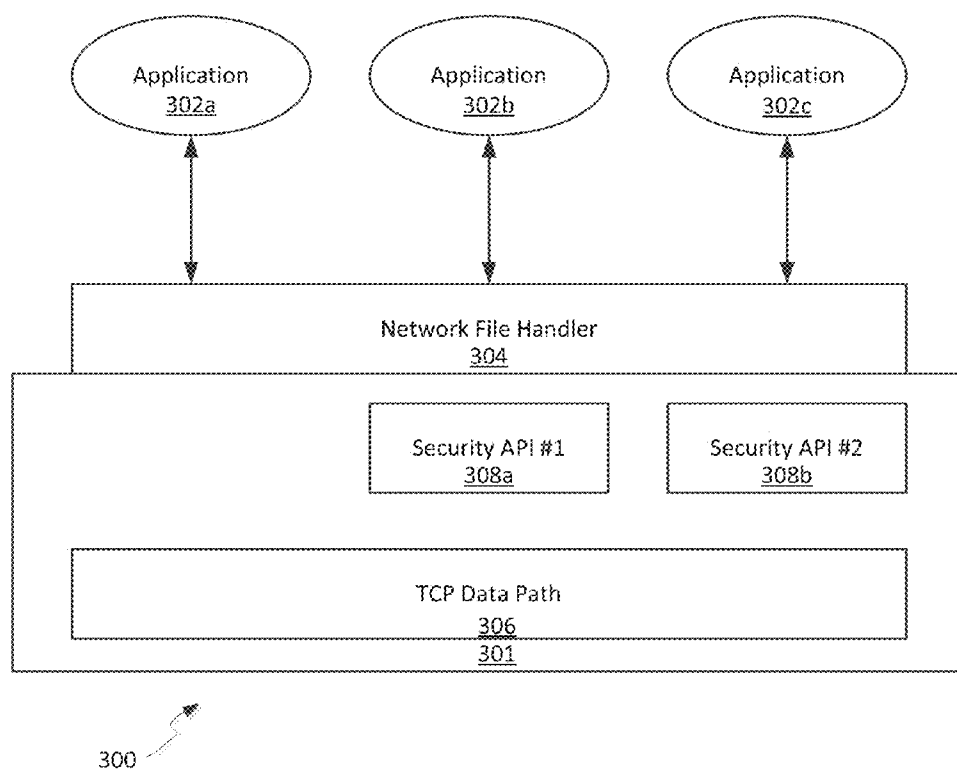 Application
302a
Application
302b
Application
302c
Network File Handler
304
Security API #1
308a
Security API #2
308b
TCP Data Path
306
301
300